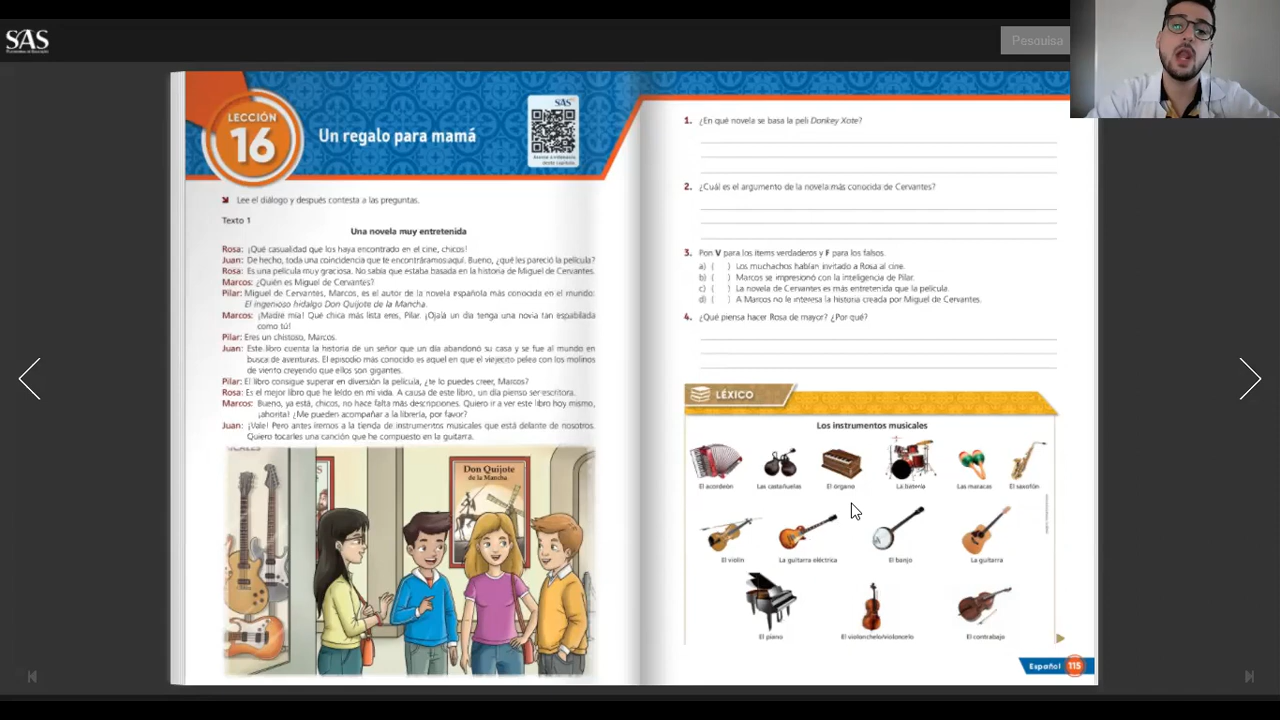 SAS
Pesquisa
LECCIÓN
16
Un regalo para mamá
SAS
Lee el diálogo y después contesta a las preguntas.
Texto 1
Una novela muy entretenida
Rosa: ¡Qué casualidad que los haya encontrado en el cine, chicos!
Juan: De hecho, toda una coincidencia que te encontráramos aquí. Bueno, ¿qué les pareció la película?
Rosa: Es una película muy graciosa. No sabía que estaba basada en la historia de Miguel de Cervantes.
Marcos: ¿Quién es Miguel de Cervantes?
Pilar: Miguel de Cervantes, Marcos, es el autor de la novela española más conocida en el mundo:
El ingenioso hidalgo Don Quijote de la Mancha.
Marcos: ¡Madre mía! Qué chica más lista eres, Pilar. ¡Ojalá un día tenga una novia tan espabilada
como tú!
Pilar: Eres un chistoso, Marcos.
Juan: Este libro cuenta la historia de un señor que un día abandonó su casa y se fue al mundo en
busca de aventuras. El episodio más conocido es aquel en que el viejecito pelea con los molinos
de viento creyendo que ellos son gigantes.
Pilar: El libro consigue superar en diversión la película, ¿te lo puedes creer, Marcos?
Rosa: Es el mejor libro que he leído en mi vida. A causa de este libro, un día pienso ser escritora.
Marcos: Bueno, ya está, chicos, no hace falta más descripciones. Quiero ir a ver este libro hoy mismo,
¡ahorita! ¿Me pueden acompañar a la librería, por favor?
Juan: ¡Vale! Pero antes iremos a la tienda de instrumentos musicales que está delante de nosotros.
Quiero tocarles una canción que he compuesto en la guitarra.
Don Quijote
de la Mancha
1. ¿En qué novela se basa la peli Donkey Xote?
2. ¿Cuál es el argumento de la novela más conocida de Cervantes?
3. Pon V para los ítems verdaderos y F para los falsos.
a) ( ) Los muchachos habían invitado a Rosa al cine.
b) ( ) Marcos se impresionó con la inteligencia de Pilar.
c) ( ) La novela de Cervantes es más entretenida que la película.
d) ( ) A Marcos no le interesa la historia creada por Miguel de Cervantes.
4. ¿Qué piensa hacer Rosa de mayor? ¿Por qué?
LÉXICO
Los instrumentos musicales
El acordeón Las castañuelas El órgano La batería Las maracas El saxofón
El violín La guitarra eléctrica El banjo La guitarra
El piano El violonchelo/violoncelo El contrabajo
Español 115